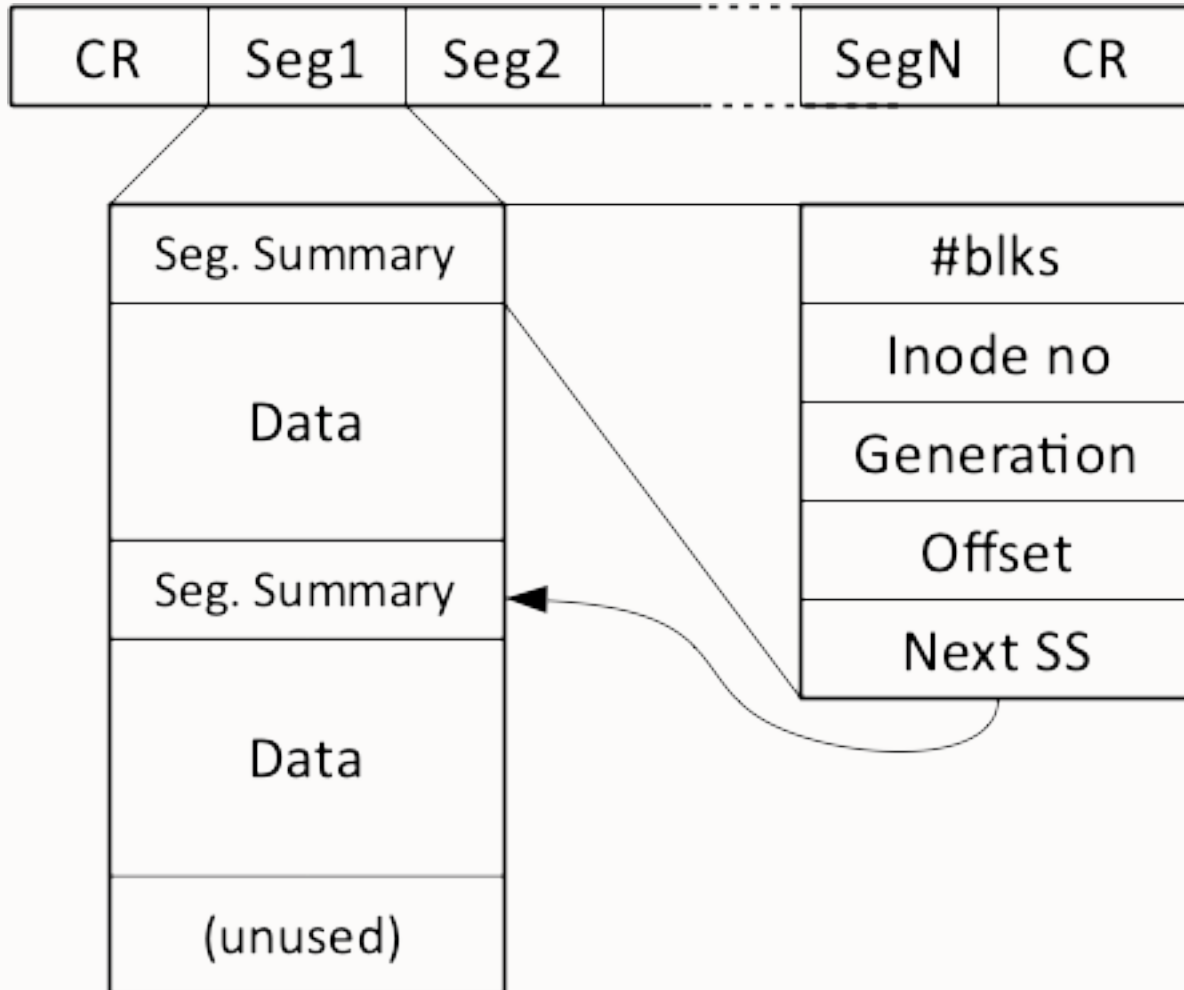 CR Seg1 Seg2 SegN CR
Seg. Summary
Data
Seg. Summary
Data
(unused)
#blks
Inode no
Generation
Offset
Next SS